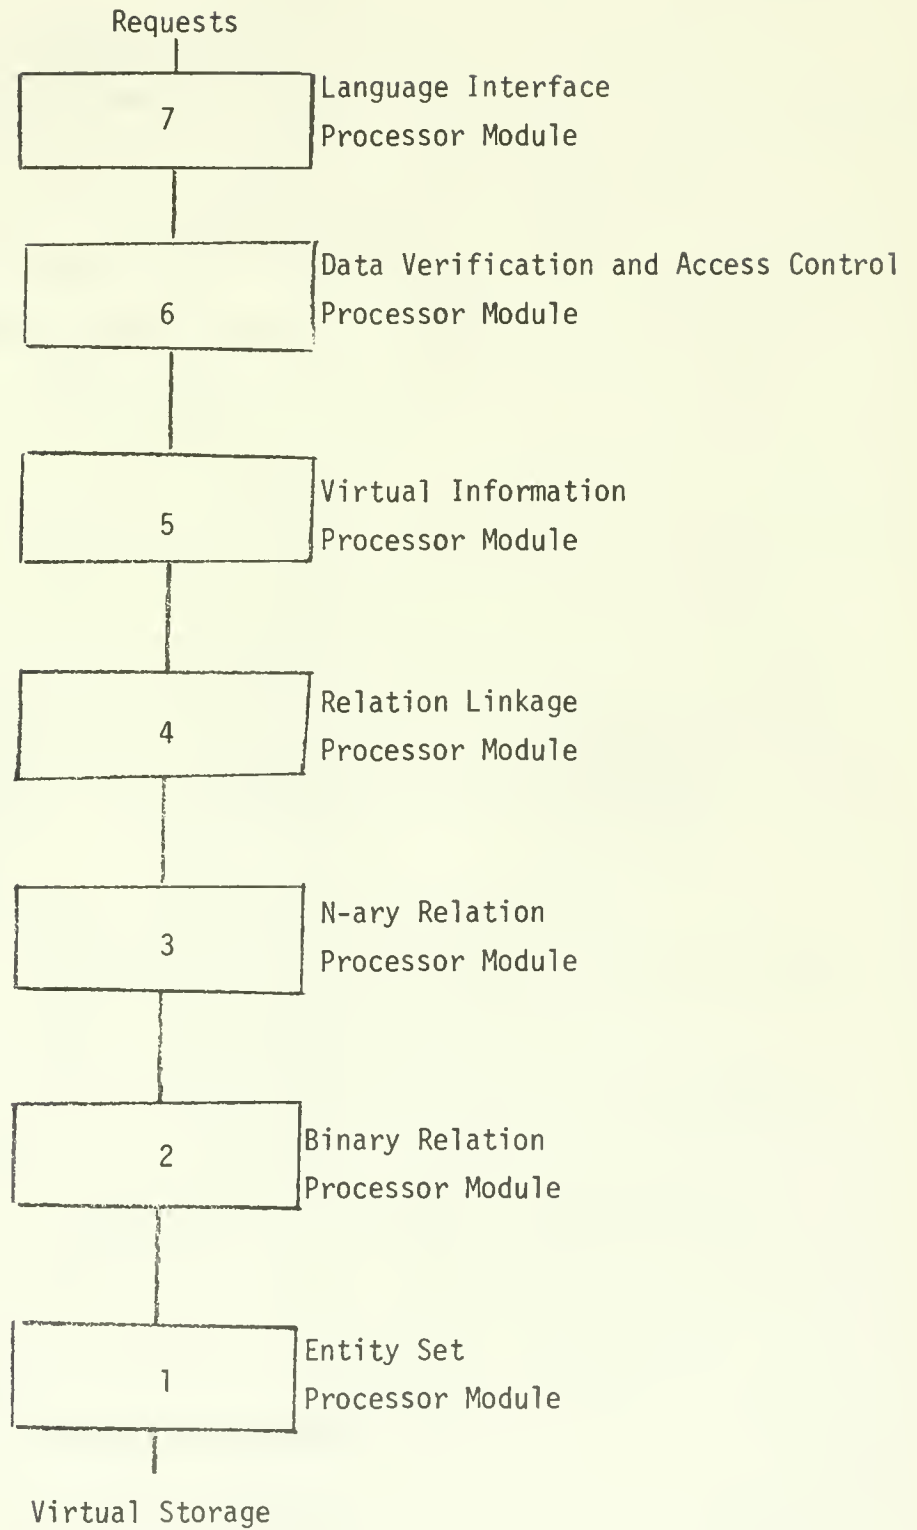 Requests
7
Language Interface
Processor Module
6
Data Verification and Access Control
Processor Module
5
Virtual Information
Processor Module
4
Relation Linkage
Processor Module
3
N-ary Relation
Processor Module
2
Binary Relation
Processor Module
1
Entity Set
Processor Module
Virtual Storage